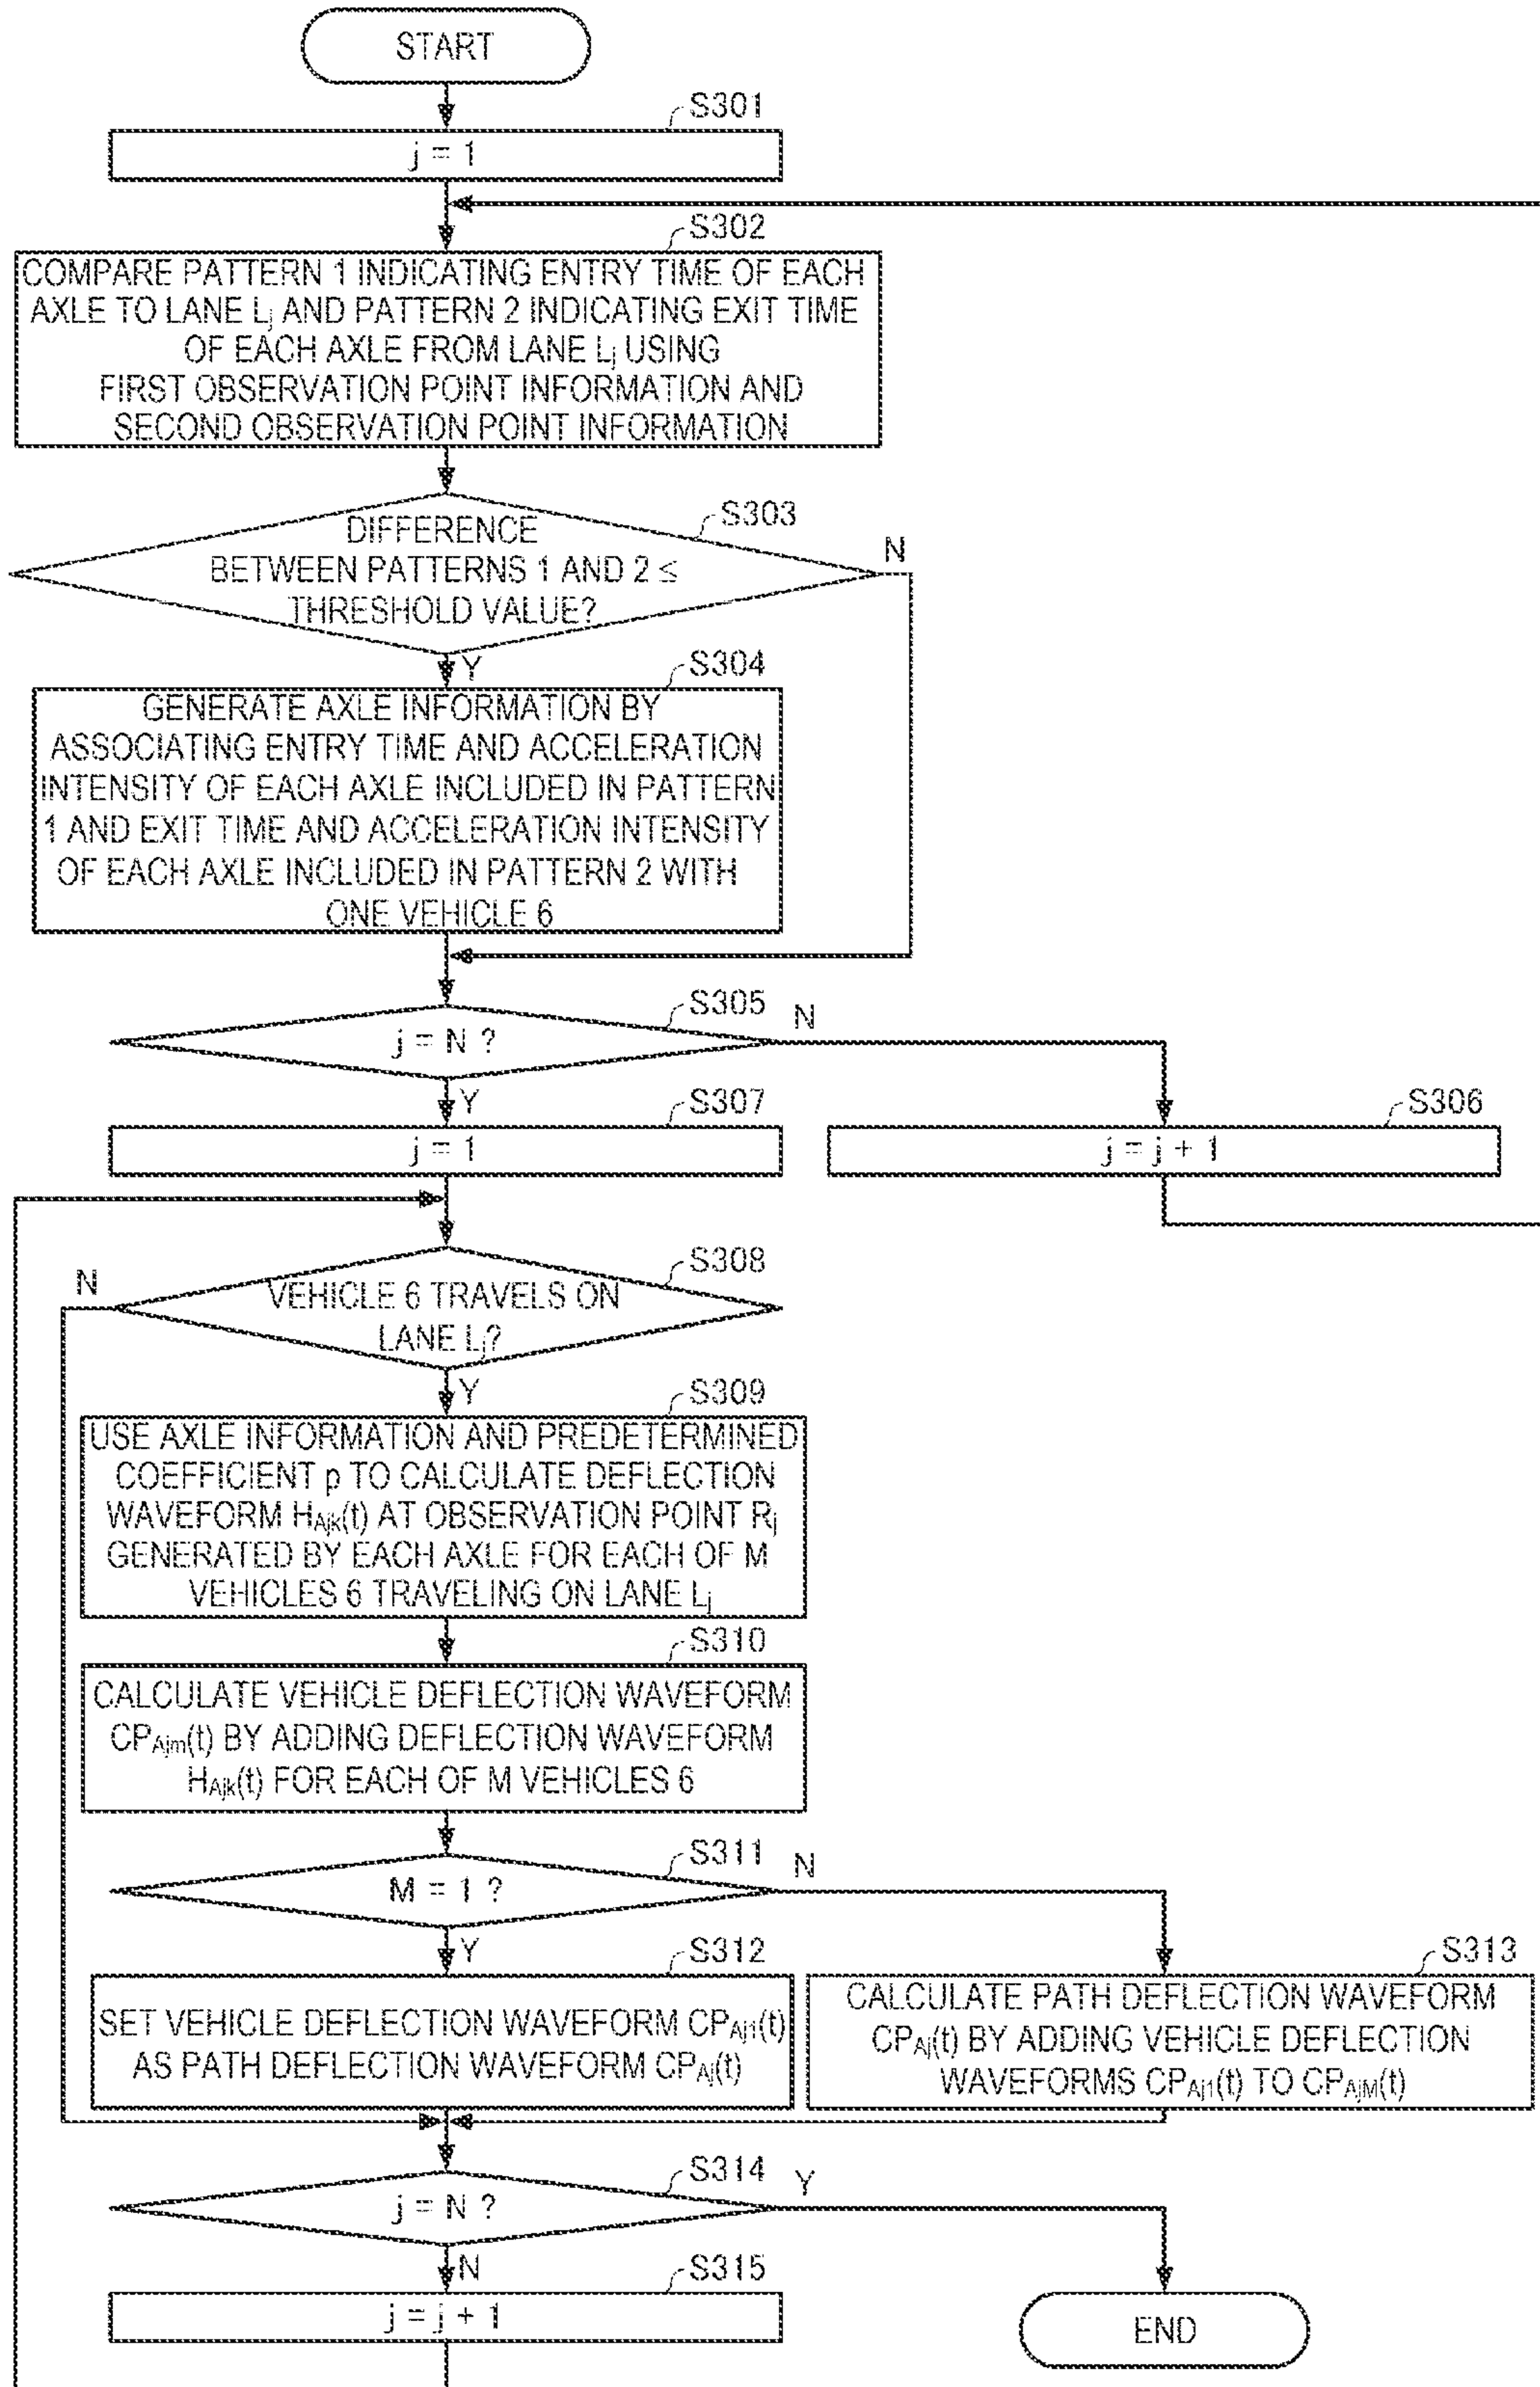 START
S301
j = 1
S302
COMPARE PATTERN 1 INDICATING ENTRY TIME OF EACH
AXLE TO LANE Lj AND PATTERN 2 INDICATING EXIT TIME
OF EACH AXLE FROM LANE Lj USING
FIRST OBSERVATION POINT INFORMATION AND
SECOND OBSERVATION POINT INFORMATION
S303
DIFFERENCE
BETWEEN PATTERNS 1 AND 2 ≤
THRESHOLD VALUE?
N
Y
S304
GENERATE AXLE INFORMATION BY
ASSOCIATING ENTRY TIME AND ACCELERATION
INTENSITY OF EACH AXLE INCLUDED IN PATTERN
1 AND EXIT TIME AND ACCELERATION INTENSITY
OF EACH AXLE INCLUDED IN PATTERN 2 WITH
ONE VEHICLE 6
S305
j = N ?
N
Y
S307
j = 1
S306
j = j + 1
S308
N
VEHICLE 6 TRAVELS ON
LANE Lj?
Y
S309
USE AXLE INFORMATION AND PREDETERMINED
COEFFICIENT p TO CALCULATE DEFLECTION
WAVEFORM HAjk(t) AT OBSERVATION POINT Rj
GENERATED BY EACH AXLE FOR EACH OF M
VEHICLES 6 TRAVELING ON LANE Lj
S310
CALCULATE VEHICLE DEFLECTION WAVEFORM
CPAjm(t) BY ADDING DEFLECTION WAVEFORM
HAjk(t) FOR EACH OF M VEHICLES 6
S311
M = 1 ?
N
Y
S312
SET VEHICLE DEFLECTION WAVEFORM CPAj1(t)
AS PATH DEFLECTION WAVEFORM CPAj(t)
S313
CALCULATE PATH DEFLECTION WAVEFORM
CPAj(t) BY ADDING VEHICLE DEFLECTION
WAVEFORMS CPAj1(t) TO CPAjM(t)
S314
j = N ?
Y
N
S315
j = j + 1
END